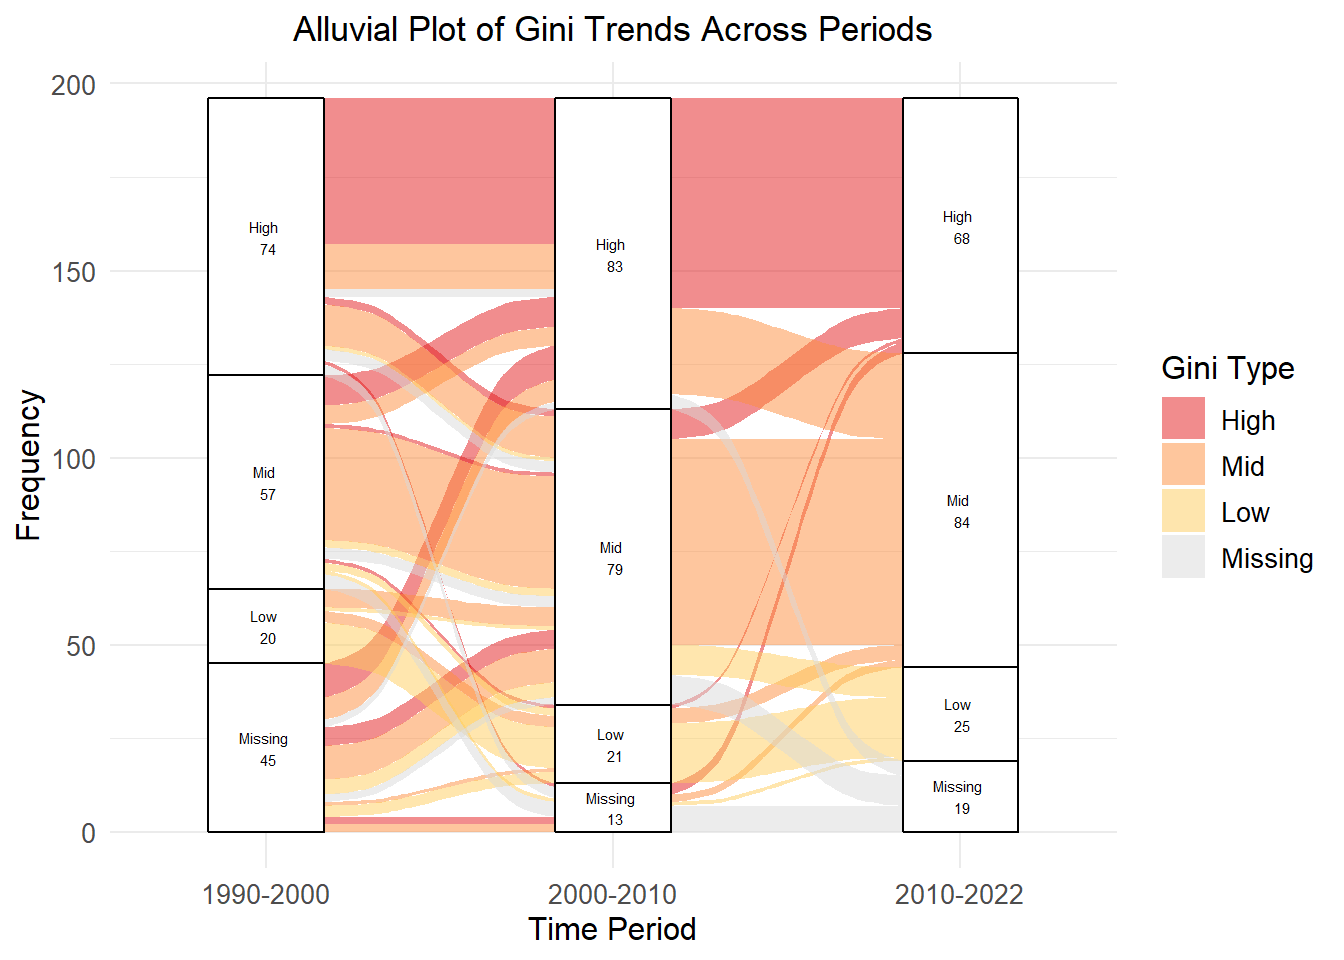 Alluvial Plot of Gini Trends Across Periods
Frequency
200
150
100
50
0
High
74
Mid
57
Low
20
Missing
45
High
83
Mid
79
Low
21
Missing
13
High
68
Mid
84
Low
25
Missing
19
1990-2000
2000-2010
2010-2022
Time Period
Gini Type
High
Mid
Low
Missing